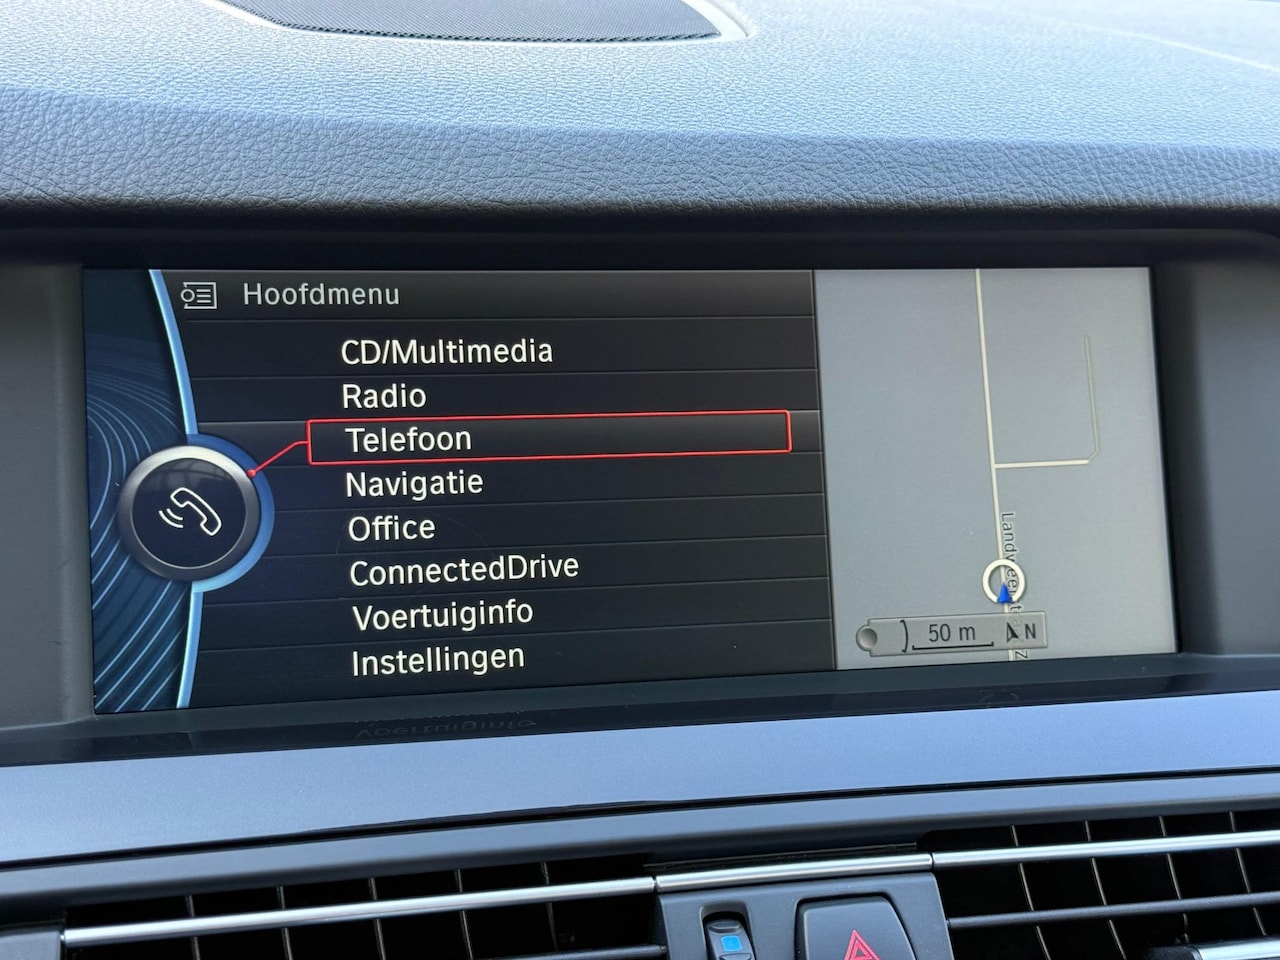 Hoofdmenu
CD/Multimedia
Radio
Telefoon
Navigatie
Office
ConnectedDrive
Voertuiginfo
Instellingen
50 m
N